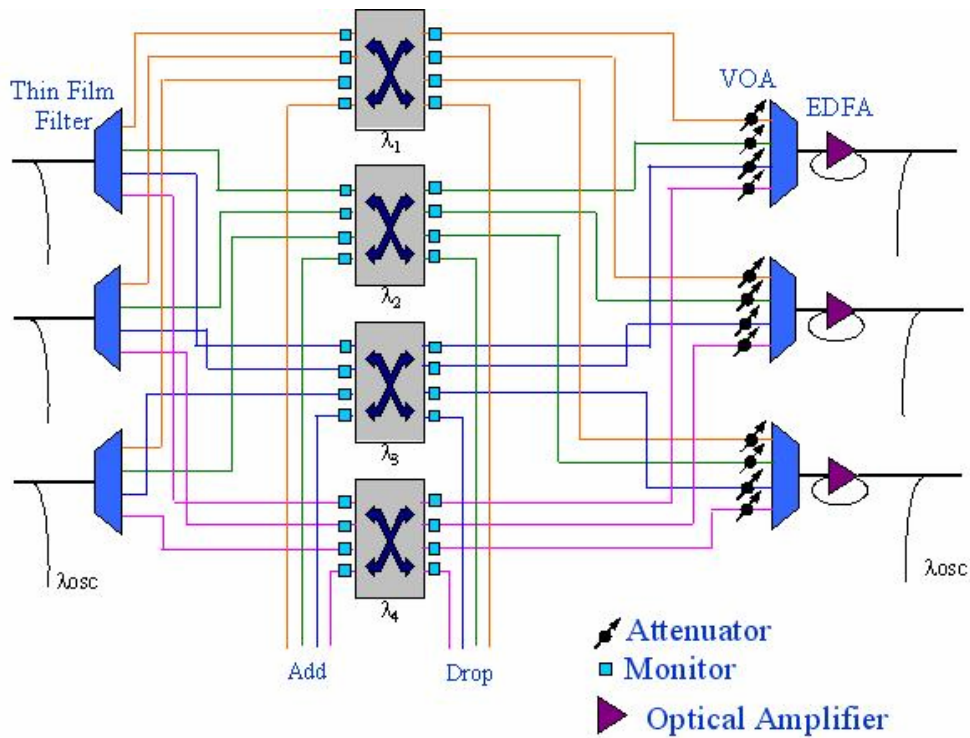 Thin Film
Filter
VOA
EDFA
λ1
λ2
λ3
λ4
λosc
λosc
Add
Drop
Attenuator
Monitor
Optical Amplifier